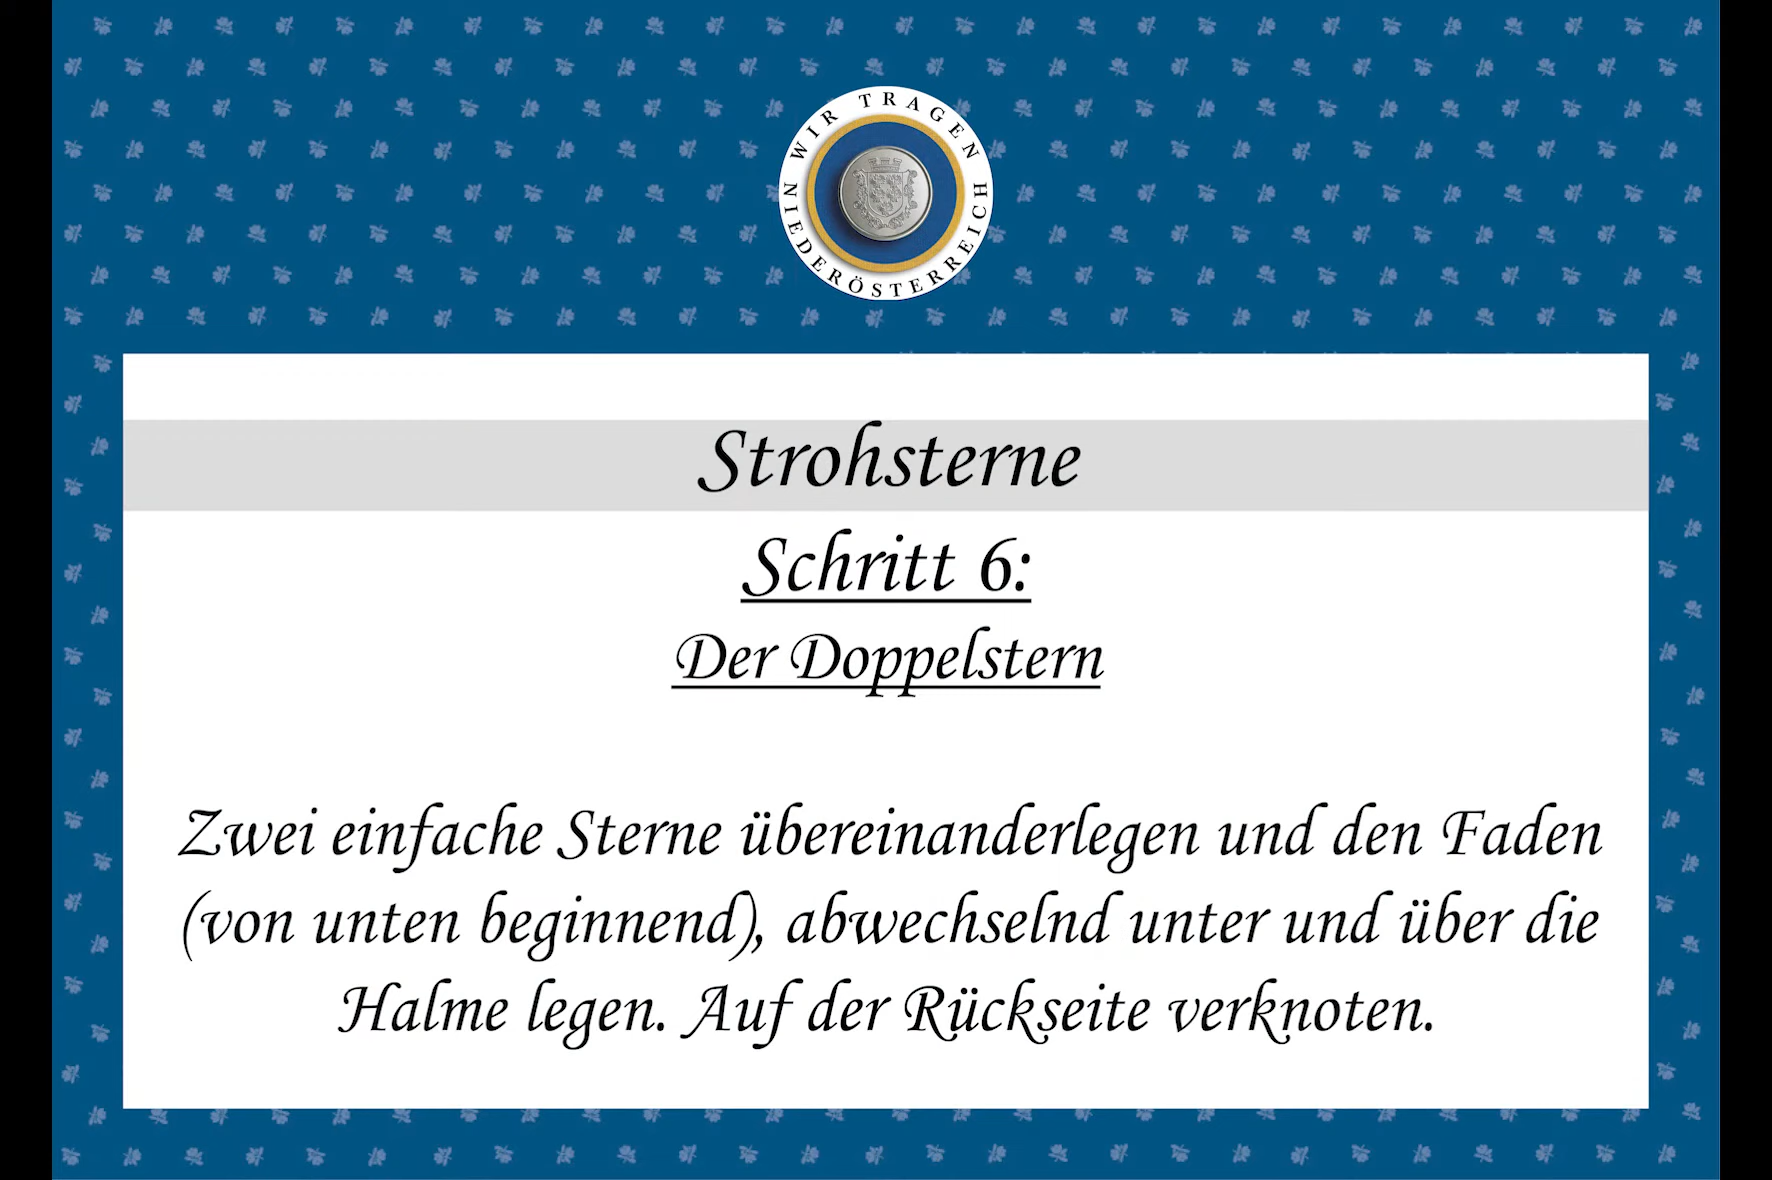 WIR TRAGEN NIEDERÖSTERREICH
Strohsterne
Schritt 6:
Der Doppelstern
Zwei einfache Sterne übereinanderlegen und den Faden
(von unten beginnend), abwechselnd unter und über die
Halme legen. Auf der Rückseite verknoten.